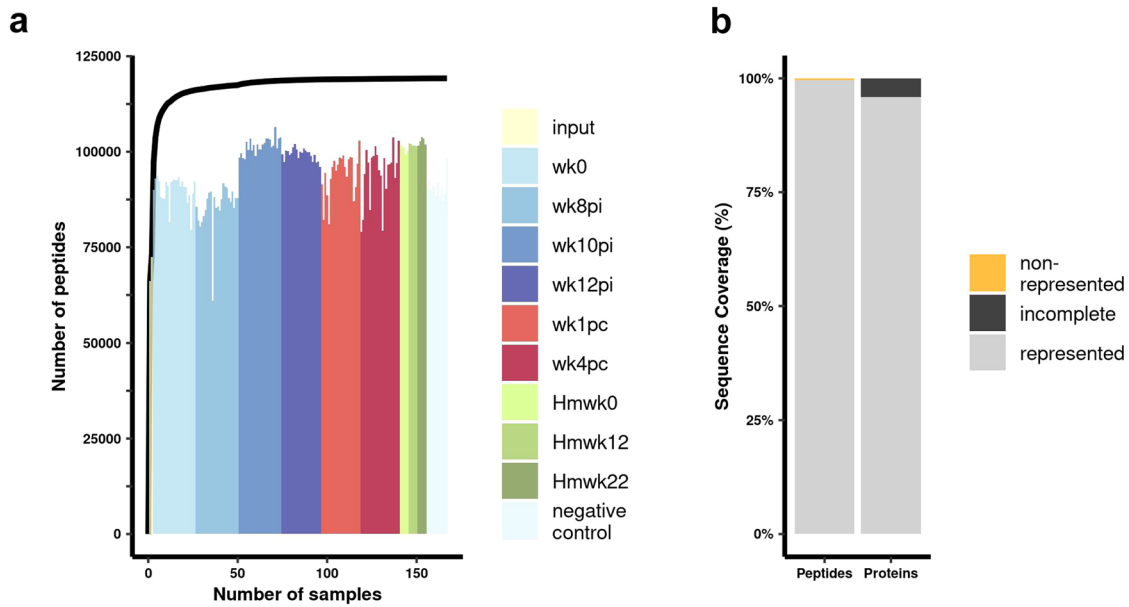 a
125000
100000
75000
50000
25000
0
Number of peptides
0
50
100
150
Number of samples
input
wk0
wk8pi
wk10pi
wk12pi
wk1pc
wk4pc
Hmwk0
Hmwk12
Hmwk22
negative
control
b
100%
75%
50%
25%
0%
Sequence Coverage (%)
Peptides
Proteins
non-
represented
incomplete
represented